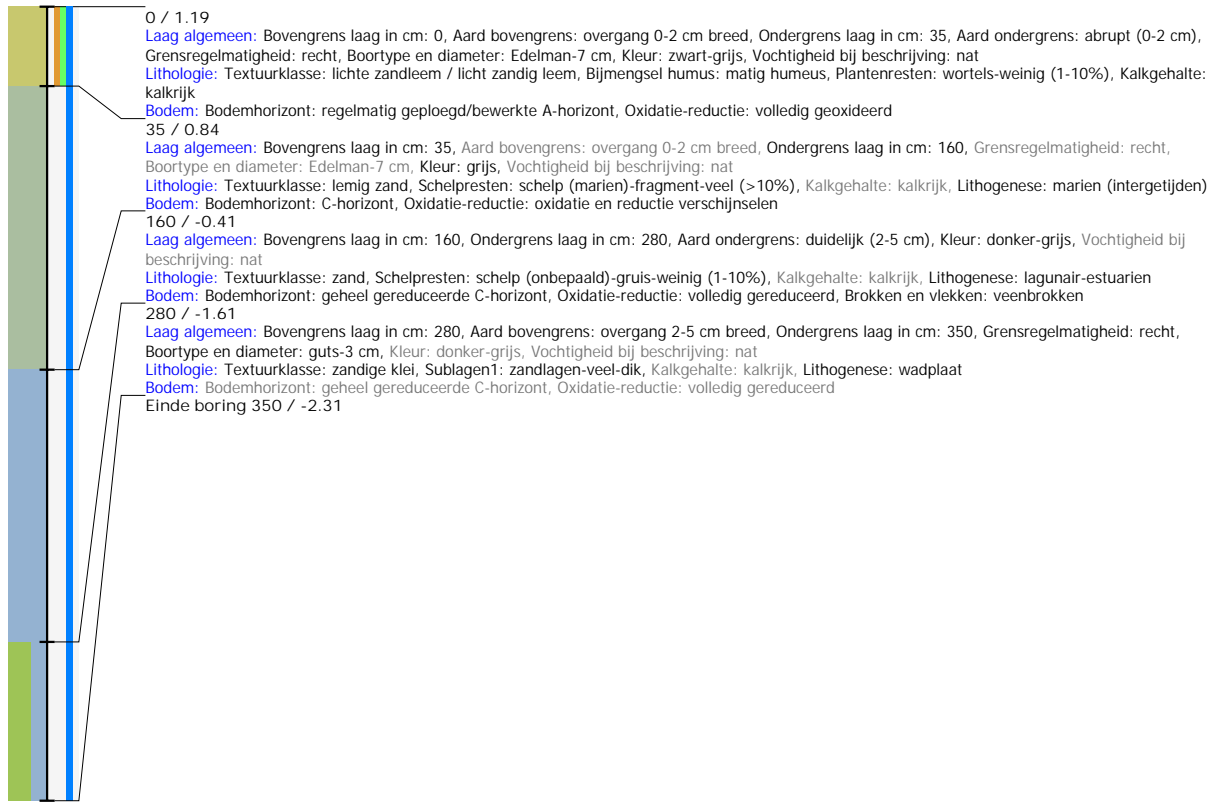 0 / 1.19
Laag algemeen: Bovengrens laag in cm: 0, Aard bovengrens: overgang 0-2 cm breed, Ondergrens laag in cm: 35, Aard ondergrens: abrupt (0-2 cm),
Grensregelmatigheid: recht, Boortype en diameter: Edelman-7 cm, Kleur: zwart-grijs, Vochtigheid bij beschrijving: nat
Lithologie: Textuurklasse: lichte zandleem / licht zandig leem, Bijmengsel humus: matig humeus, Plantenresten: wortels-weinig (1-10%), Kalkgehalte:
kalkrijk
Bodem: Bodemhorizont: regelmatig geploegd/bewerkte A-horizont, Oxidatie-reductie: volledig geoxideerd
35 / 0.84
Laag algemeen: Bovengrens laag in cm: 35, Aard bovengrens: overgang 0-2 cm breed, Ondergrens laag in cm: 160, Grensregelmatigheid: recht,
Boortype en diameter: Edelman-7 cm, Kleur: grijs, Vochtigheid bij beschrijving: nat
Lithologie: Textuurklasse: lemig zand, Schelpresten: schelp (marien)-fragment-veel (>10%), Kalkgehalte: kalkrijk, Lithogenese: marien (intergetijden)
Bodem: Bodemhorizont: C-horizont, Oxidatie-reductie: oxidatie en reductie verschijnselen
160 / -0.41
Laag algemeen: Bovengrens laag in cm: 160, Ondergrens laag in cm: 280, Aard ondergrens: duidelijk (2-5 cm), Kleur: donker-grijs, Vochtigheid bij
beschrijving: nat
Lithologie: Textuurklasse: zand, Schelpresten: schelp (onbepaald)-gruis-weinig (1-10%), Kalkgehalte: kalkrijk, Lithogenese: lagunair-estuarien
Bodem: Bodemhorizont: geheel gereduceerde C-horizont, Oxidatie-reductie: volledig gereduceerd, Brokken en vlekken: veenbrokken
280 / -1.61
Laag algemeen: Bovengrens laag in cm: 280, Aard bovengrens: overgang 2-5 cm breed, Ondergrens laag in cm: 350, Grensregelmatigheid: recht,
Boortype en diameter: guts-3 cm, Kleur: donker-grijs, Vochtigheid bij beschrijving: nat
Lithologie: Textuurklasse: zandige klei, Sublagen1: zandlagen-veel-dik, Kalkgehalte: kalkrijk, Lithogenese: wadplaat
Bodem: Bodemhorizont: geheel gereduceerde C-horizont, Oxidatie-reductie: volledig gereduceerd
Einde boring 350 / -2.31